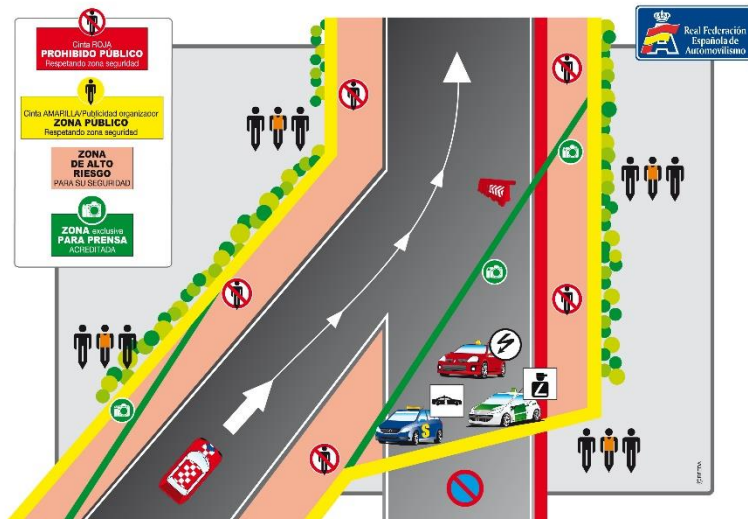 Cinta ROJA
PROHIBIDO PÚBLICO
Respetando zona seguridad
Cinta AMARILLA/Publicidad organizador
ZONA PÚBLICO
Respetando zona seguridad
ZONA
DE ALTO
RIESGO
PARA SU SEGURIDAD
ZONA exclusiva
PARA PRENSA
ACREDITADA
Real Federación
Española de
Automovilismo
S